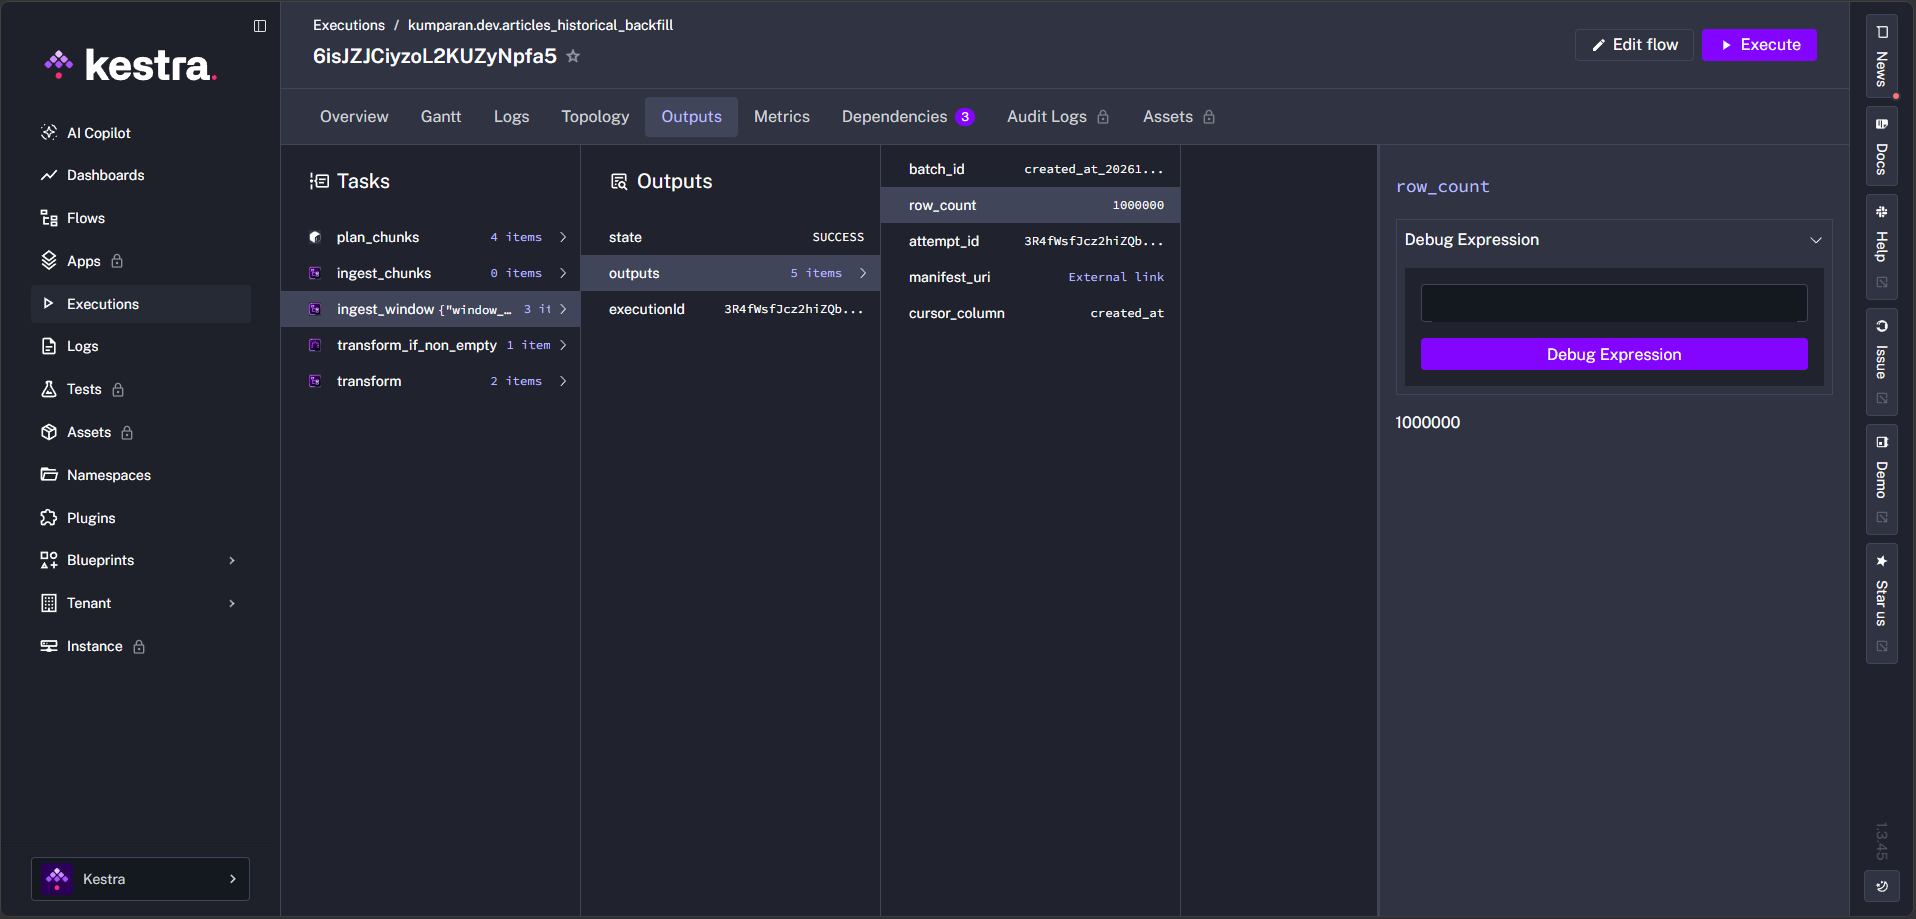 kestra.
AI Copilot
Dashboards
Flows
Apps
Executions
Logs
Tests
Assets
Namespaces
Plugins
Blueprints
Tenant
Instance
Kestra
Executions / kumparan.dev.articles_historical_backfill
6isJZJCiyzoL2KUZyNpfa5
Edit flow
Execute
Overview Gantt Logs Topology Outputs Metrics Dependencies 3 Audit Logs Assets
Tasks
plan_chunks 4 items
ingest_chunks 0 items
ingest_window {"window_… 3 it
transform_if_non_empty 1 item
transform 2 items
Outputs
state SUCCESS
outputs 5 items
executionId 3R4fWsfJcz2hiZQb...
batch_id created_at_20261...
row_count 1000000
attempt_id 3R4fWsfJcz2hiZQb...
manifest_uri External link
cursor_column created_at
row_count
Debug Expression
Debug Expression
1000000
News
Docs
Help
Issue
Demo
Star us
1.3.45